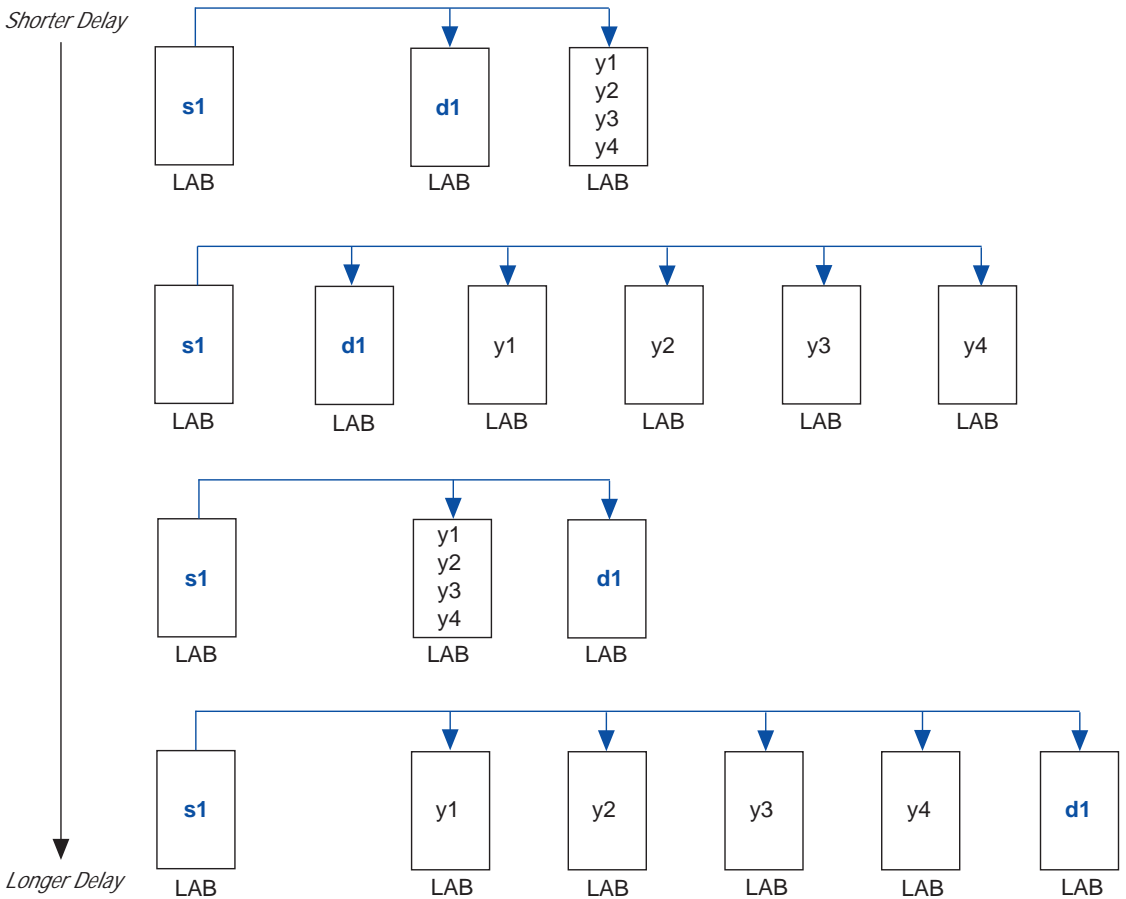 Shorter Delay
s1
d1
y1
y2
y3
y4
LAB LAB LAB
s1 d1 y1 y2 y3 y4
LAB LAB LAB LAB LAB LAB
s1
y1
y2
y3
y4
d1
LAB LAB LAB
s1 y1 y2 y3 y4 d1
LAB LAB LAB LAB LAB LAB
Longer Delay